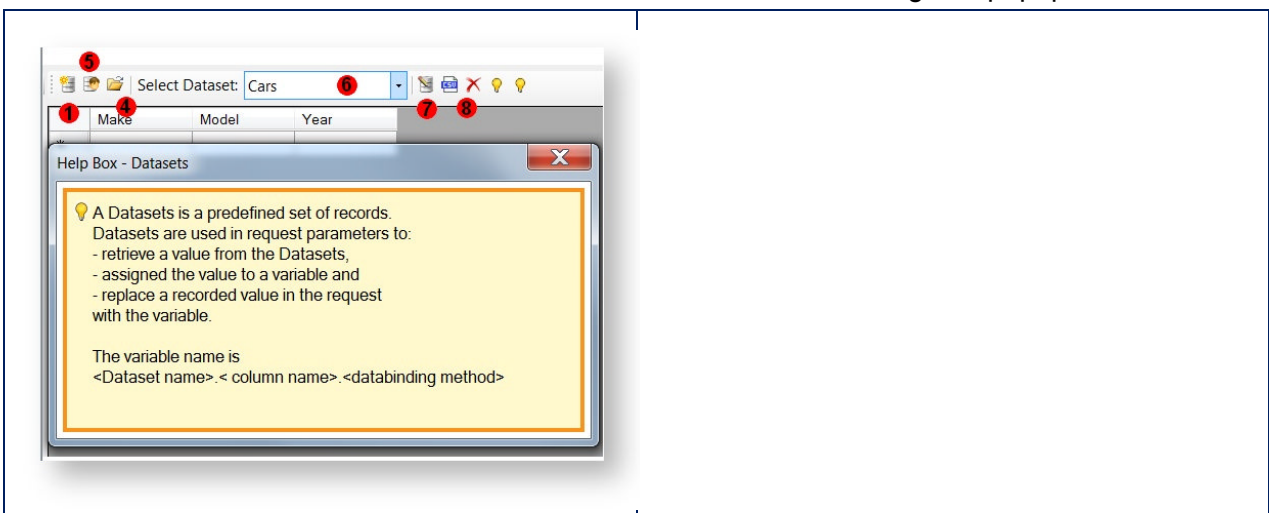 5
Select Dataset: Cars 6
CSV
1 4 7 8
Make Model Year
*
Help Box - Datasets
A Datasets is a predefined set of records.
Datasets are used in request parameters to:
- retrieve a value from the Datasets,
- assigned the value to a variable and
- replace a recorded value in the request
with the variable.
The variable name is
<Dataset name>.< column name>.<databinding method>